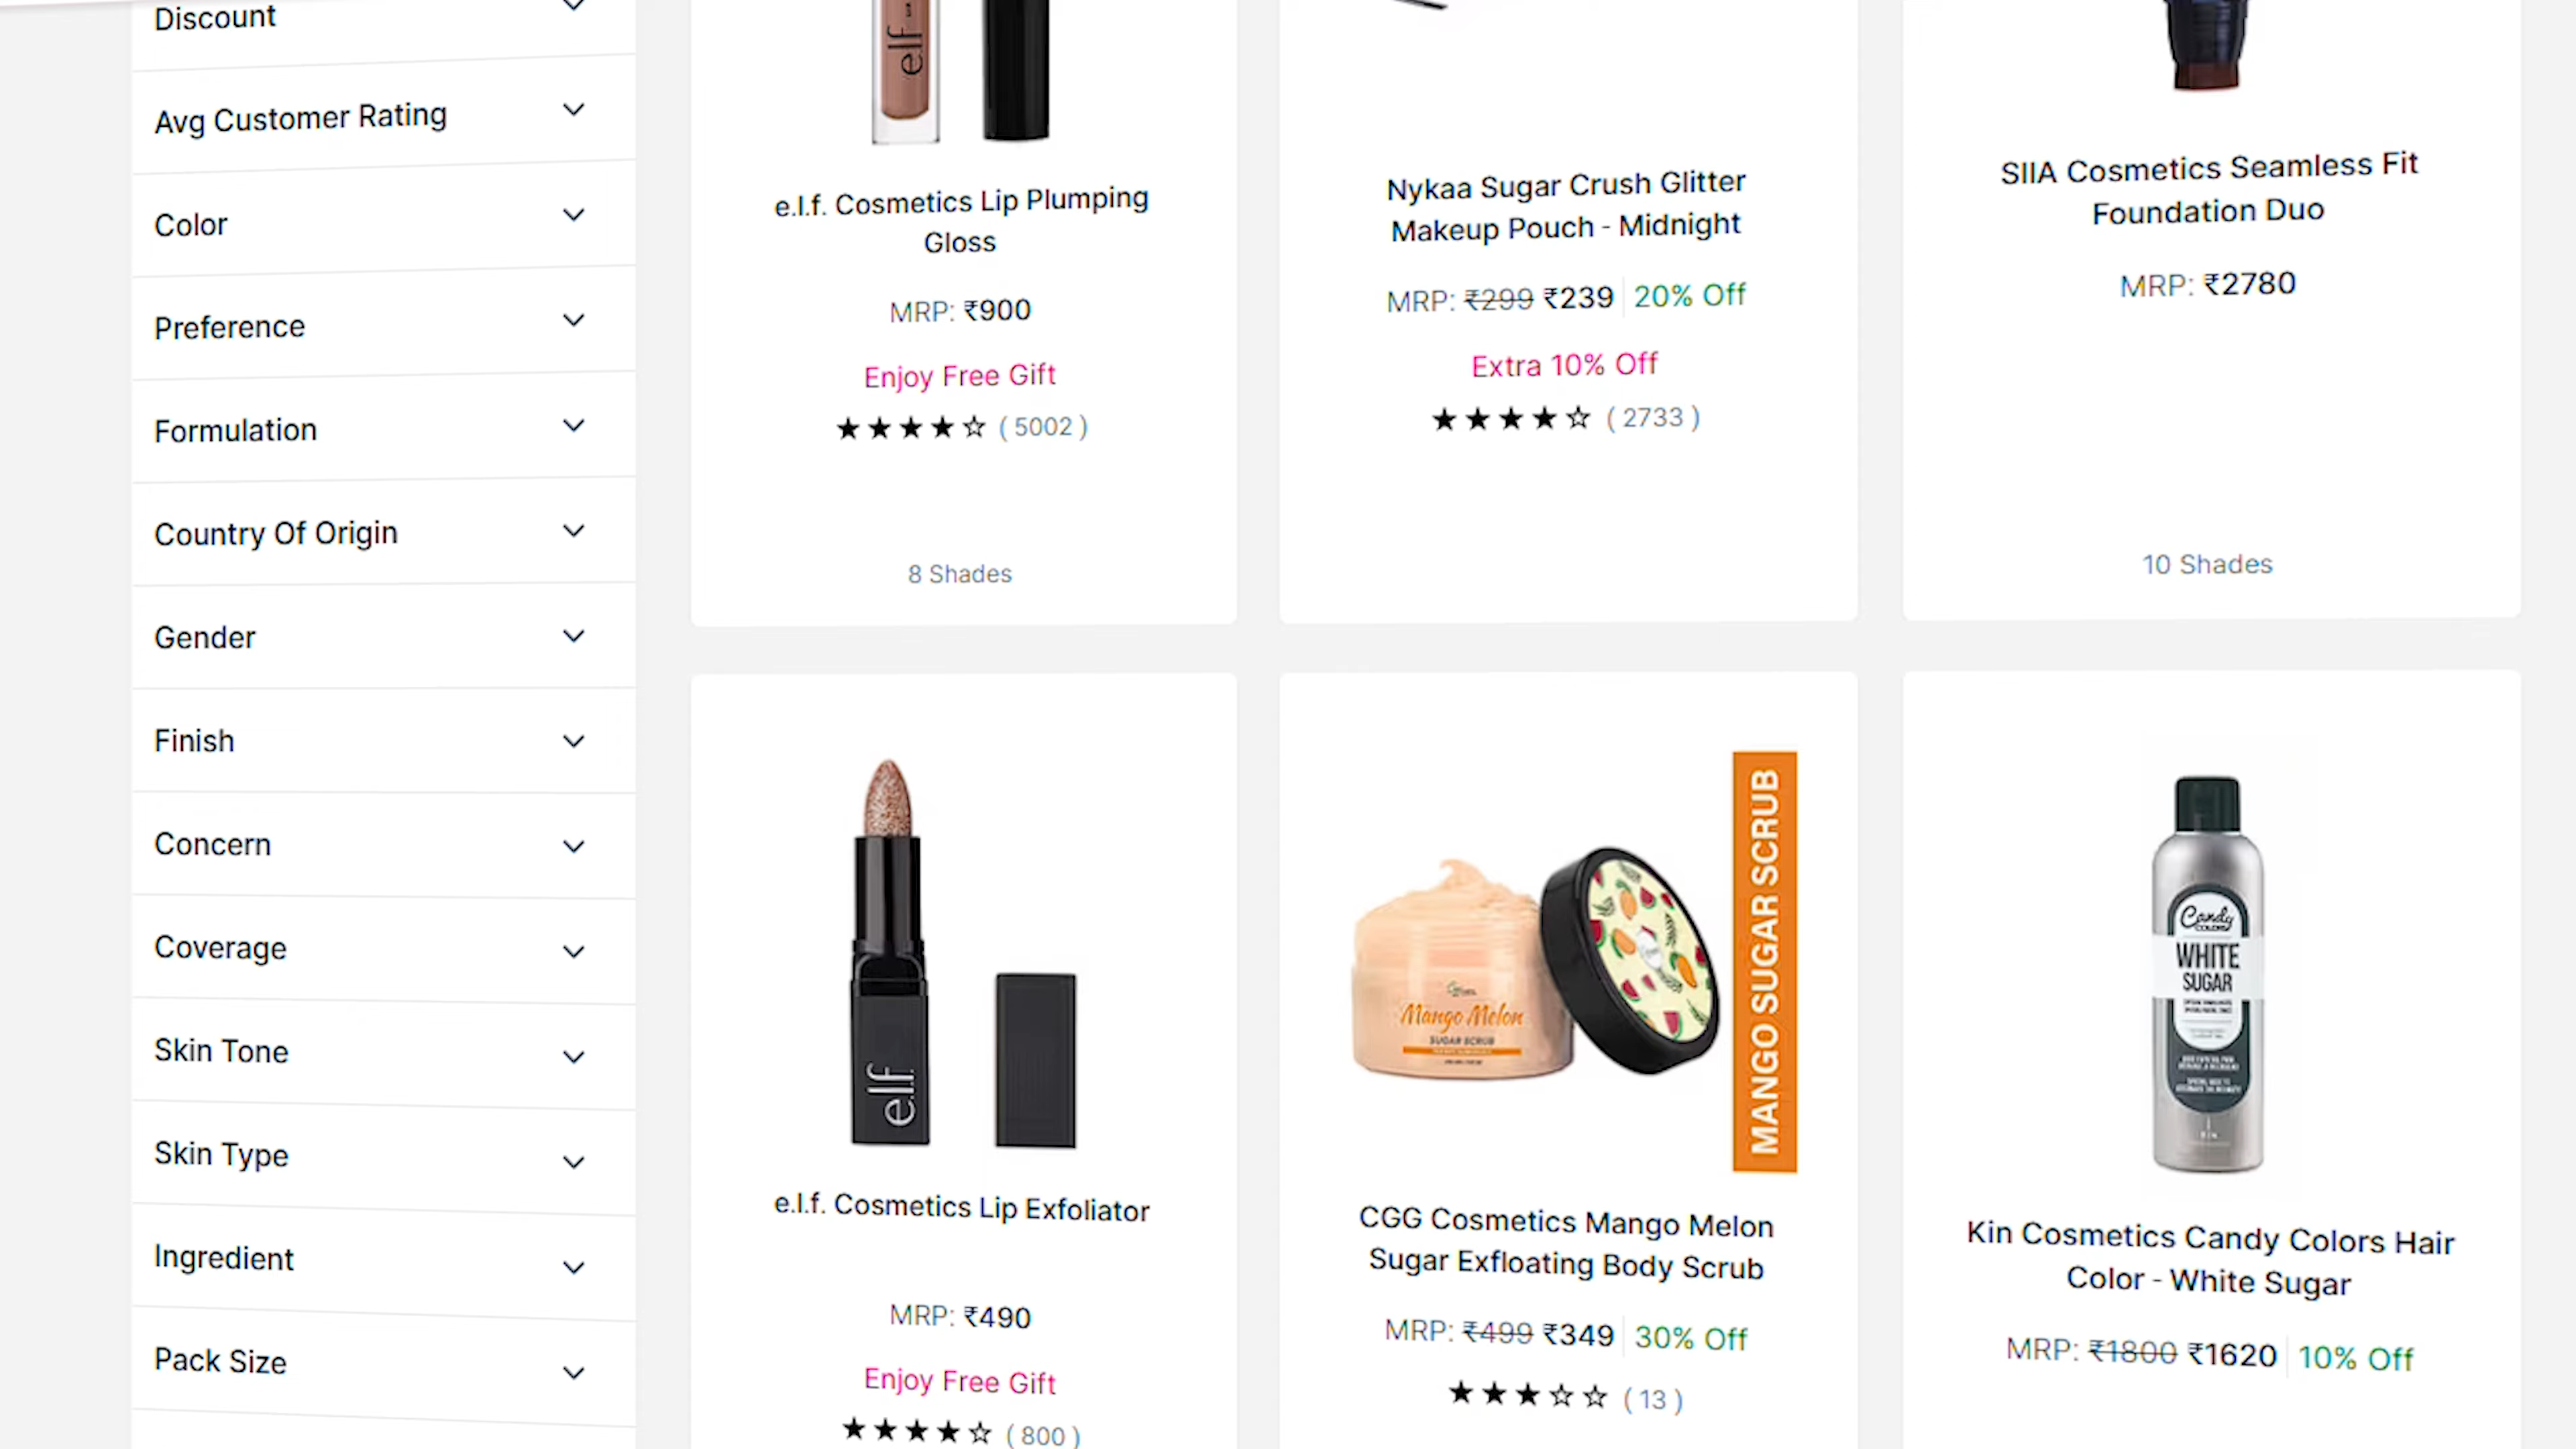 Discount
Avg Customer Rating
Color
Preference
Formulation
Country Of Origin
Gender
Finish
Concern
Coverage
Skin Tone
Skin Type
Ingredient
Pack Size
elf
e.l.f. Cosmetics Lip Plumping
Gloss
MRP: ₹900
Enjoy Free Gift
( 5002 )
8 Shades
Nykaa Sugar Crush Glitter
Makeup Pouch - Midnight
MRP: ₹299 ₹239 20% Off
Extra 10% Off
( 2733 )
SIIA Cosmetics Seamless Fit
Foundation Duo
MRP: ₹2780
10 Shades
e.l.f.
e.l.f. Cosmetics Lip Exfoliator
MRP: ₹490
Enjoy Free Gift
( 800 )
Mango Melon
SUGAR SCRUB
MANGO SUGAR SCRUB
CGG Cosmetics Mango Melon
Sugar Exfloating Body Scrub
MRP: ₹499 ₹349 30% Off
( 13 )
Candy
COLORS
WHITE
SUGAR
Kin Cosmetics Candy Colors Hair
Color - White Sugar
MRP: ₹1800 ₹1620 10% Off